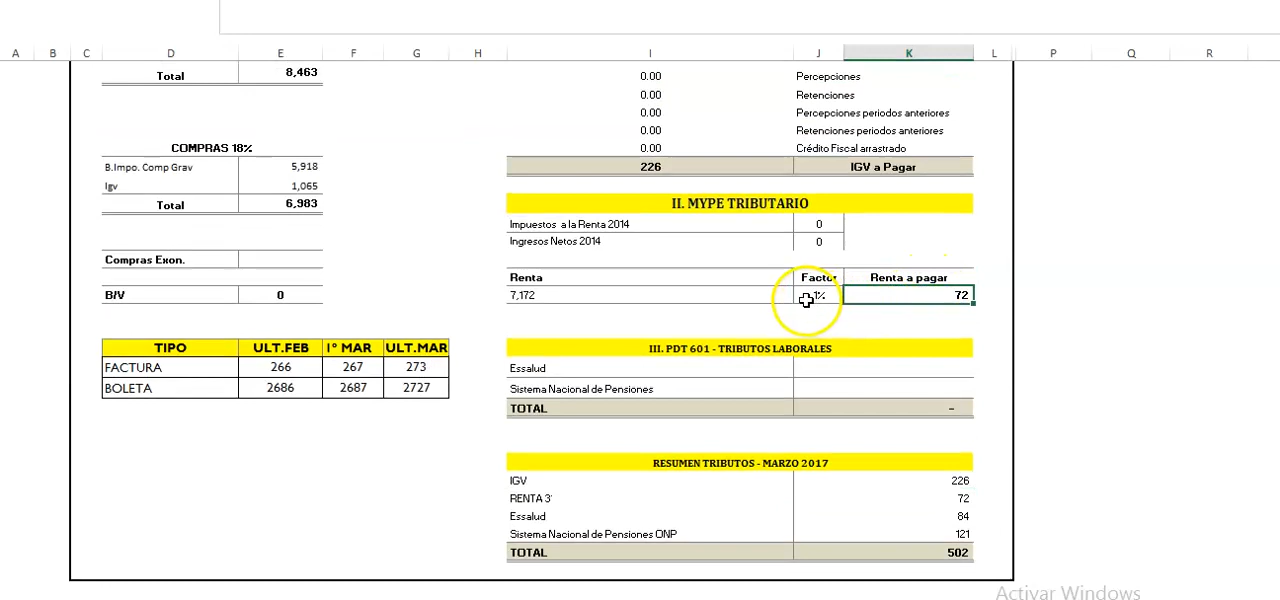 A B C D E F G H I J K L P Q R
Total 8,463
COMPRAS 18%
B.Impo. Comp Grav 5,918
Igv 1,065
Total 6,983
Compras Exon.
B/V 0
TIPO ULT.FEB 1° MAR ULT.MAR
FACTURA 266 267 273
BOLETA 2686 2687 2727
0.00 Percepciones
0.00 Retenciones
0.00 Percepciones periodos anteriores
0.00 Retenciones periodos anteriores
0.00 Crédito Fiscal arrastrado
226 IGV a Pagar
II. MYPE TRIBUTARIO
Impuestos a la Renta 2014 0
Ingresos Netos 2014 0
Renta Factor Renta a pagar
7,172 1% 72
III. PDT 601 - TRIBUTOS LABORALES
Essalud
Sistema Nacional de Pensiones
TOTAL -
RESUMEN TRIBUTOS - MARZO 2017
IGV 226
RENTA 3' 72
Essalud 84
Sistema Nacional de Pensiones ONP 121
TOTAL 502
Activar Windows